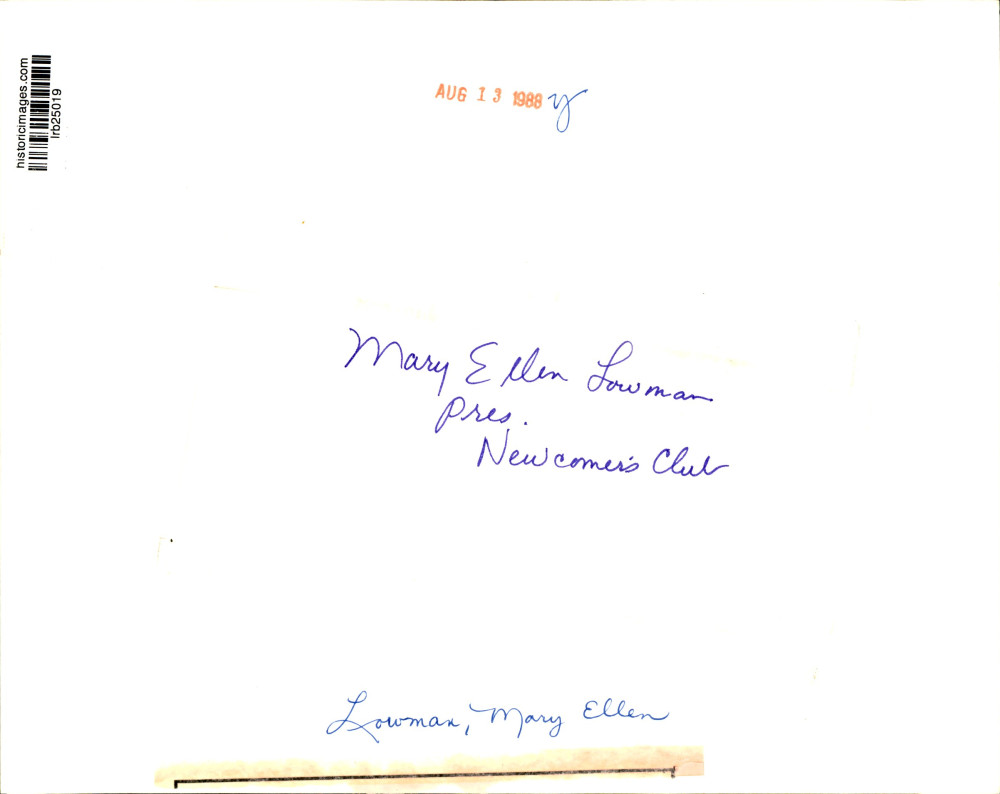 historicimages.com
lrb25019
AUG 13 1988 y
Mary Ellen Lowman
Pres.
Newcomer's Club
Lowman, Mary Ellen